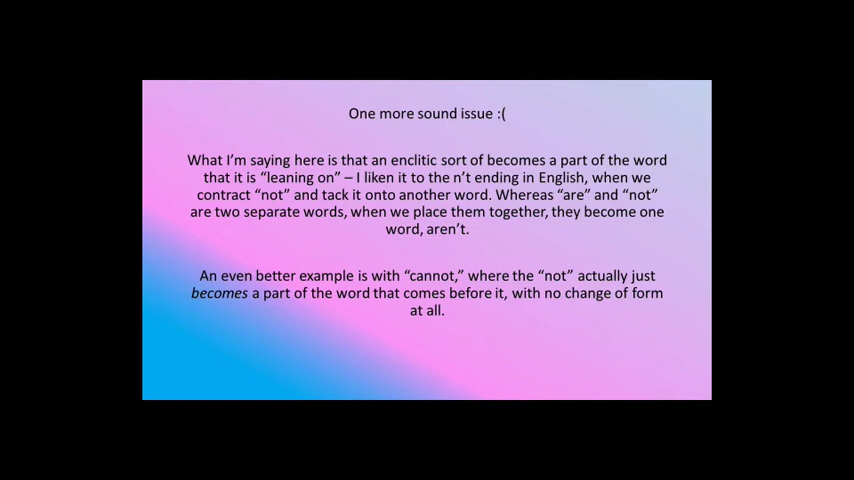 One more sound issue :(
What I'm saying here is that an enclitic sort of becomes a part of the word
that it is “leaning on” – I liken it to the n't ending in English, when we
contract “not” and tack it onto another word. Whereas “are” and “not”
are two separate words, when we place them together, they become one
word, aren't.
An even better example is with “cannot,” where the “not” actually just
becomes a part of the word that comes before it, with no change of form
at all.